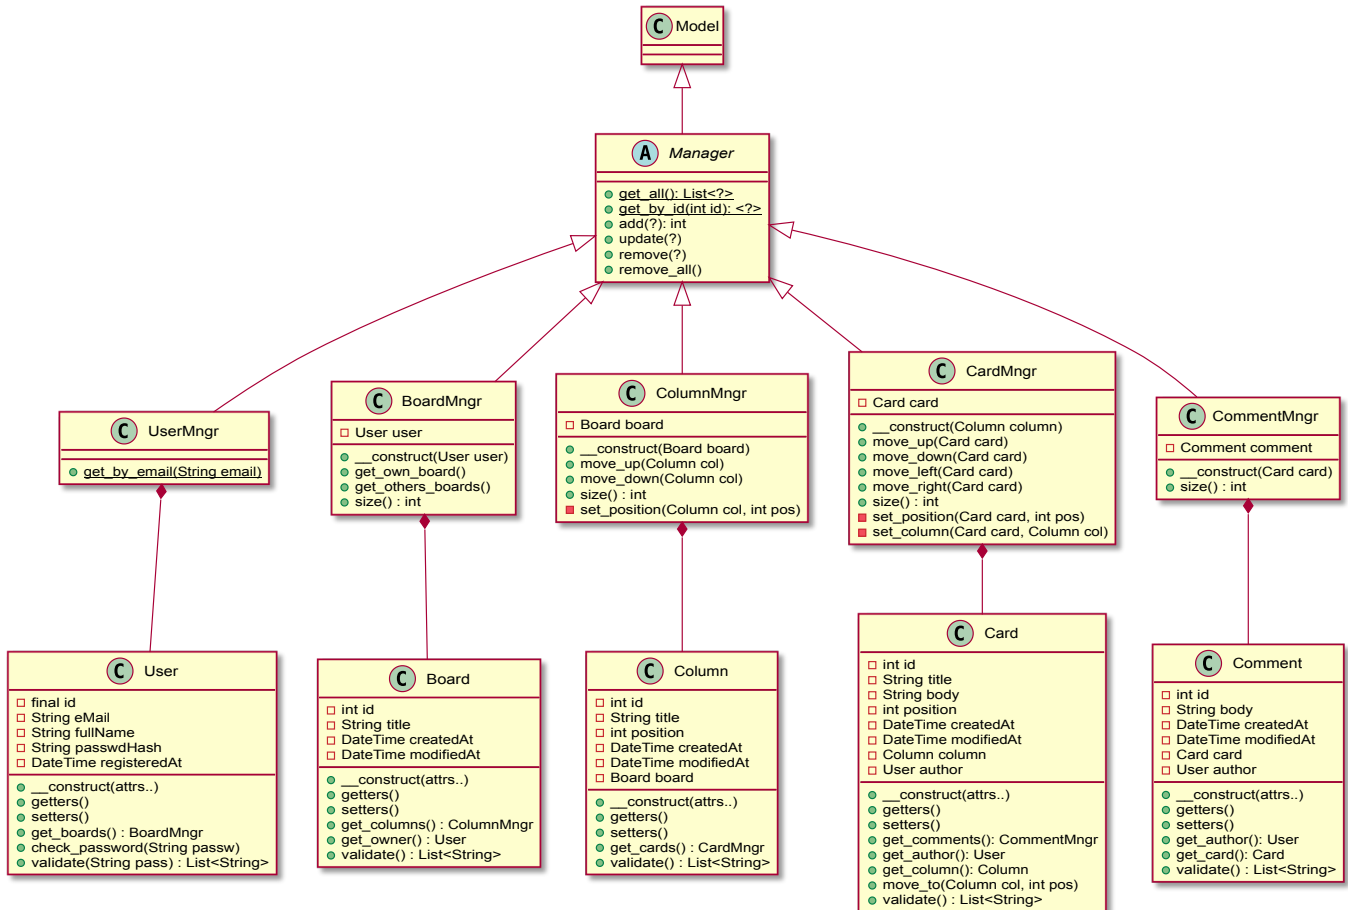 C Model
A Manager
get_all(): List<?>
get_by_id(int id): <?>
add(?): int
update(?)
remove(?)
remove_all()
C UserMngr
get_by_email(String email)
C BoardMngr
User user
__construct(User user)
get_own_board()
get_others_boards()
size() : int
C ColumnMngr
Board board
__construct(Board board)
move_up(Column col)
move_down(Column col)
size() : int
set_position(Column col, int pos)
C CardMngr
Card card
__construct(Column column)
move_up(Card card)
move_down(Card card)
move_left(Card card)
move_right(Card card)
size() : int
set_position(Card card, int pos)
set_column(Card card, Column col)
C CommentMngr
Comment comment
__construct(Card card)
size() : int
C User
final id
String eMail
String fullName
String passwdHash
DateTime registeredAt
__construct(attrs..)
getters()
setters()
get_boards() : BoardMngr
check_password(String passw)
validate(String pass) : List<String>
C Board
int id
String title
DateTime createdAt
DateTime modifiedAt
__construct(attrs..)
getters()
setters()
get_columns() : ColumnMngr
get_owner() : User
validate() : List<String>
C Column
int id
String title
int position
DateTime createdAt
DateTime modifiedAt
Board board
__construct(attrs..)
getters()
setters()
get_cards() : CardMngr
validate() : List<String>
C Card
int id
String title
String body
int position
DateTime createdAt
DateTime modifiedAt
Column column
User author
__construct(attrs..)
getters()
setters()
get_comments(): CommentMngr
get_author(): User
get_column(): Column
move_to(Column col, int pos)
validate() : List<String>
C Comment
int id
String body
DateTime createdAt
DateTime modifiedAt
Card card
User author
__construct(attrs..)
getters()
setters()
get_author(): User
get_card(): Card
validate() : List<String>